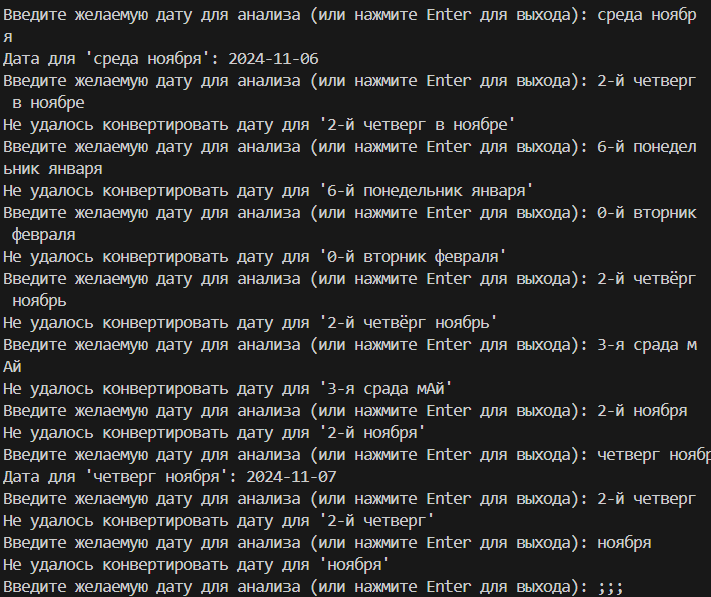 Введите желаемую дату для анализа (или нажмите Enter для выхода): среда ноябр
я
Дата для 'среда ноября': 2024-11-06
Введите желаемую дату для анализа (или нажмите Enter для выхода): 2-й четверг
в ноябре
Не удалось конвертировать дату для '2-й четверг в ноябре'
Введите желаемую дату для анализа (или нажмите Enter для выхода): 6-й понедел
ьник января
Не удалось конвертировать дату для '6-й понедельник января'
Введите желаемую дату для анализа (или нажмите Enter для выхода): 0-й вторник
февраля
Не удалось конвертировать дату для '0-й вторник февраля'
Введите желаемую дату для анализа (или нажмите Enter для выхода): 2-й четвёрг
ноябрь
Не удалось конвертировать дату для '2-й четвёрг ноябрь'
Введите желаемую дату для анализа (или нажмите Enter для выхода): 3-я срада м
Ай
Не удалось конвертировать дату для '3-я срада мАй'
Введите желаемую дату для анализа (или нажмите Enter для выхода): 2-й ноября
Не удалось конвертировать дату для '2-й ноября'
Введите желаемую дату для анализа (или нажмите Enter для выхода): четверг ноябр
Дата для 'четверг ноября': 2024-11-07
Введите желаемую дату для анализа (или нажмите Enter для выхода): 2-й четверг
Не удалось конвертировать дату для '2-й четверг'
Введите желаемую дату для анализа (или нажмите Enter для выхода): ноября
Не удалось конвертировать дату для 'ноября'
Введите желаемую дату для анализа (или нажмите Enter для выхода): ;;;